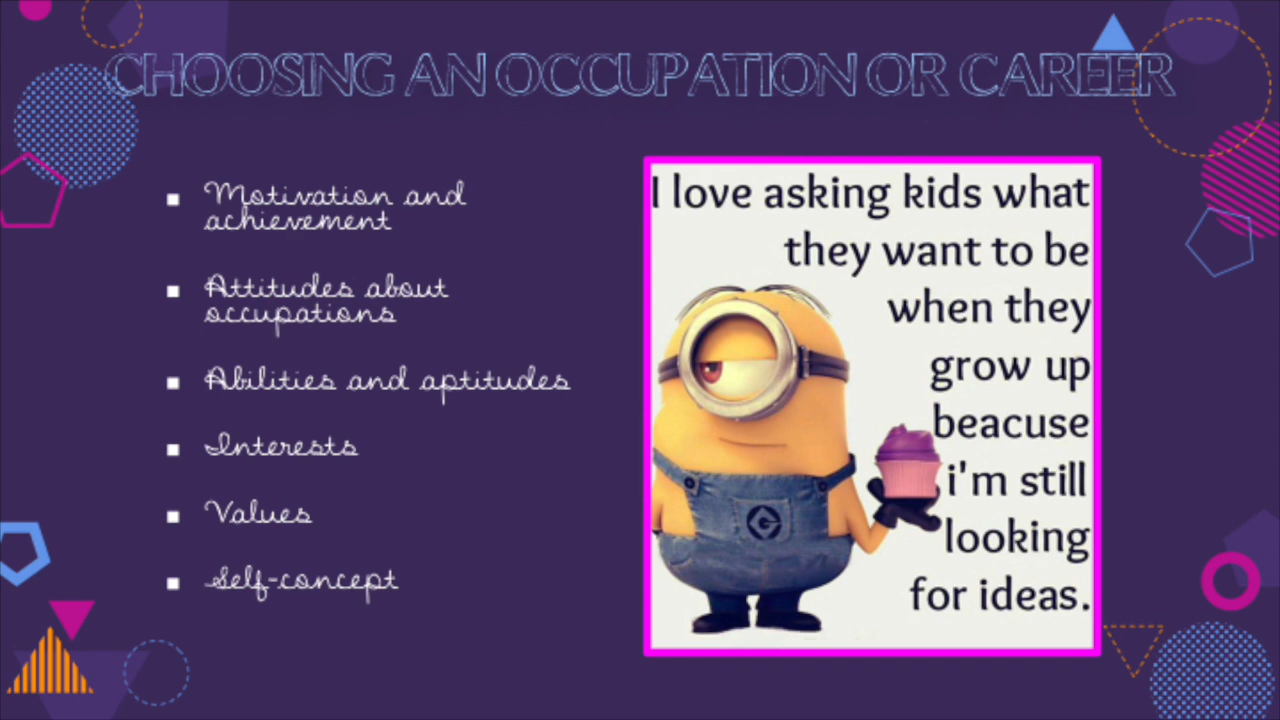 CHOOSING AN OCCUPATION OR CAREER
Motivation and
achievement
Attitudes about
occupations
Abilities and aptitudes
Interests
Values
Self-concept
I love asking kids what
they want to be
when they
grow up
beacuse
i'm still
looking
for ideas.